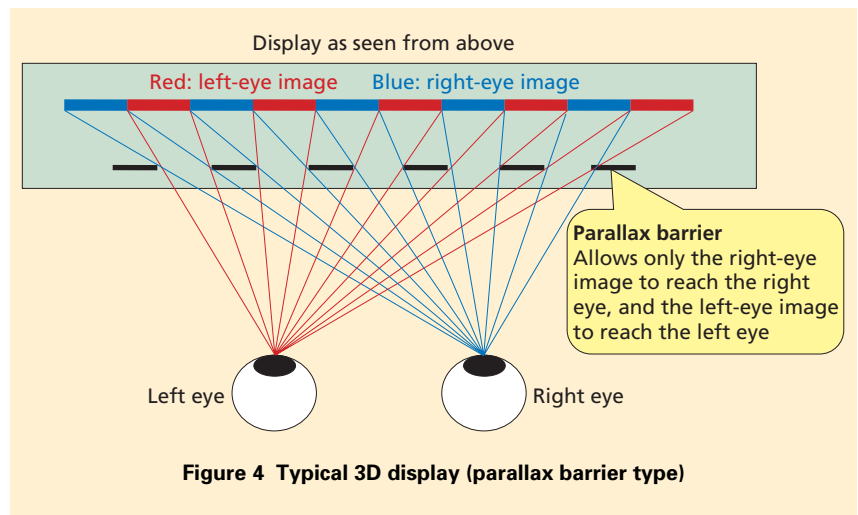 Display as seen from above
Red: left-eye image Blue: right-eye image
Parallax barrier
Allows only the right-eye
image to reach the right
eye, and the left-eye image
to reach the left eye
Left eye
Right eye
Figure 4 Typical 3D display (parallax barrier type)